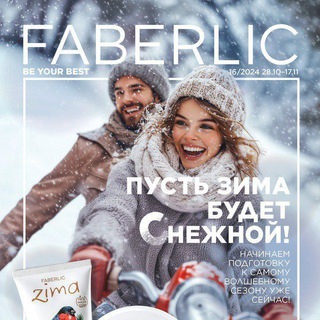 FABERLIC
BE YOUR BEST
16/2024 28.10–17.11
ПУСТЬ ЗИМА
БУДЕТ
СНЕЖНОЙ!
НАЧИНАЕМ
ПОДГОТОВКУ
К САМОМУ
ВОЛШЕБНОМУ
СЕЗОНУ УЖЕ
СЕЙЧАС!
FABERLIC
zima